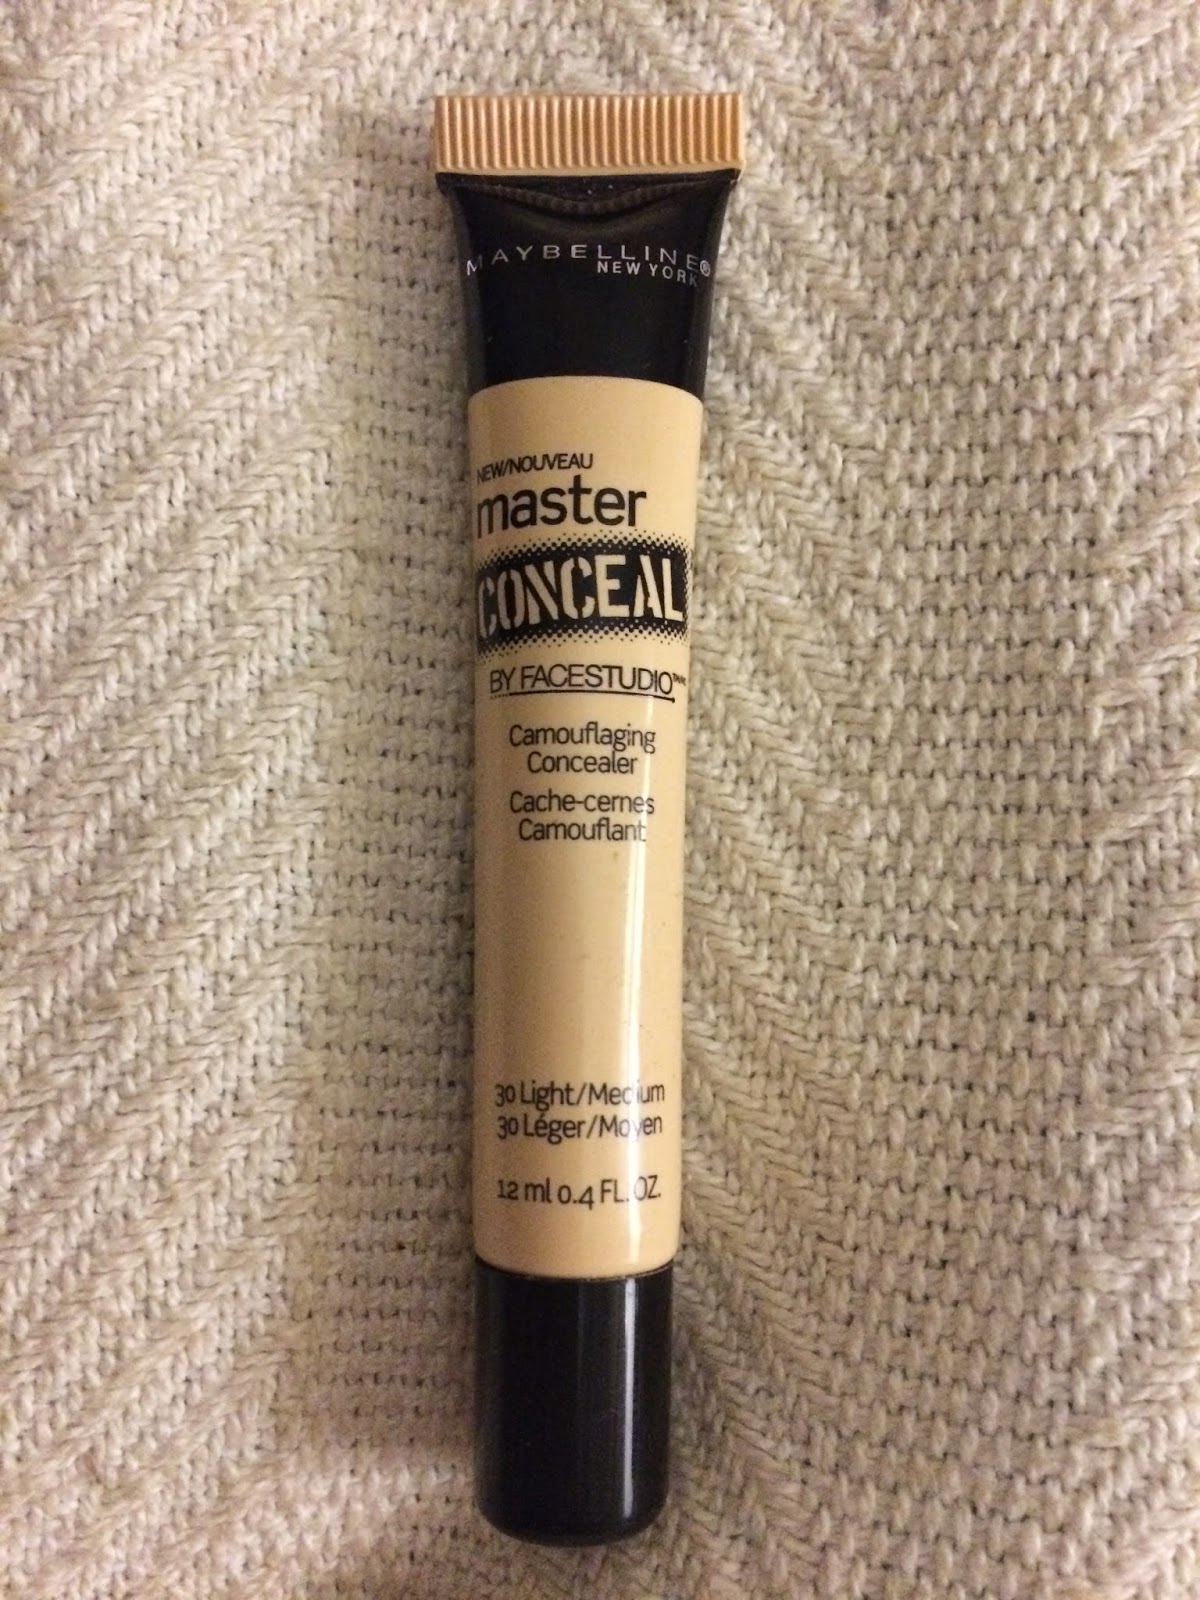 MAYBELLINE®
NEW YORK
NEW/NOUVEAU
master
CONCEAL
BY FACESTUDIO
Camouflaging
Concealer
Cache-cernes
Camouflant
30 Light/Medium
30 Léger/Moyen
12 ml 0.4 FL. OZ.